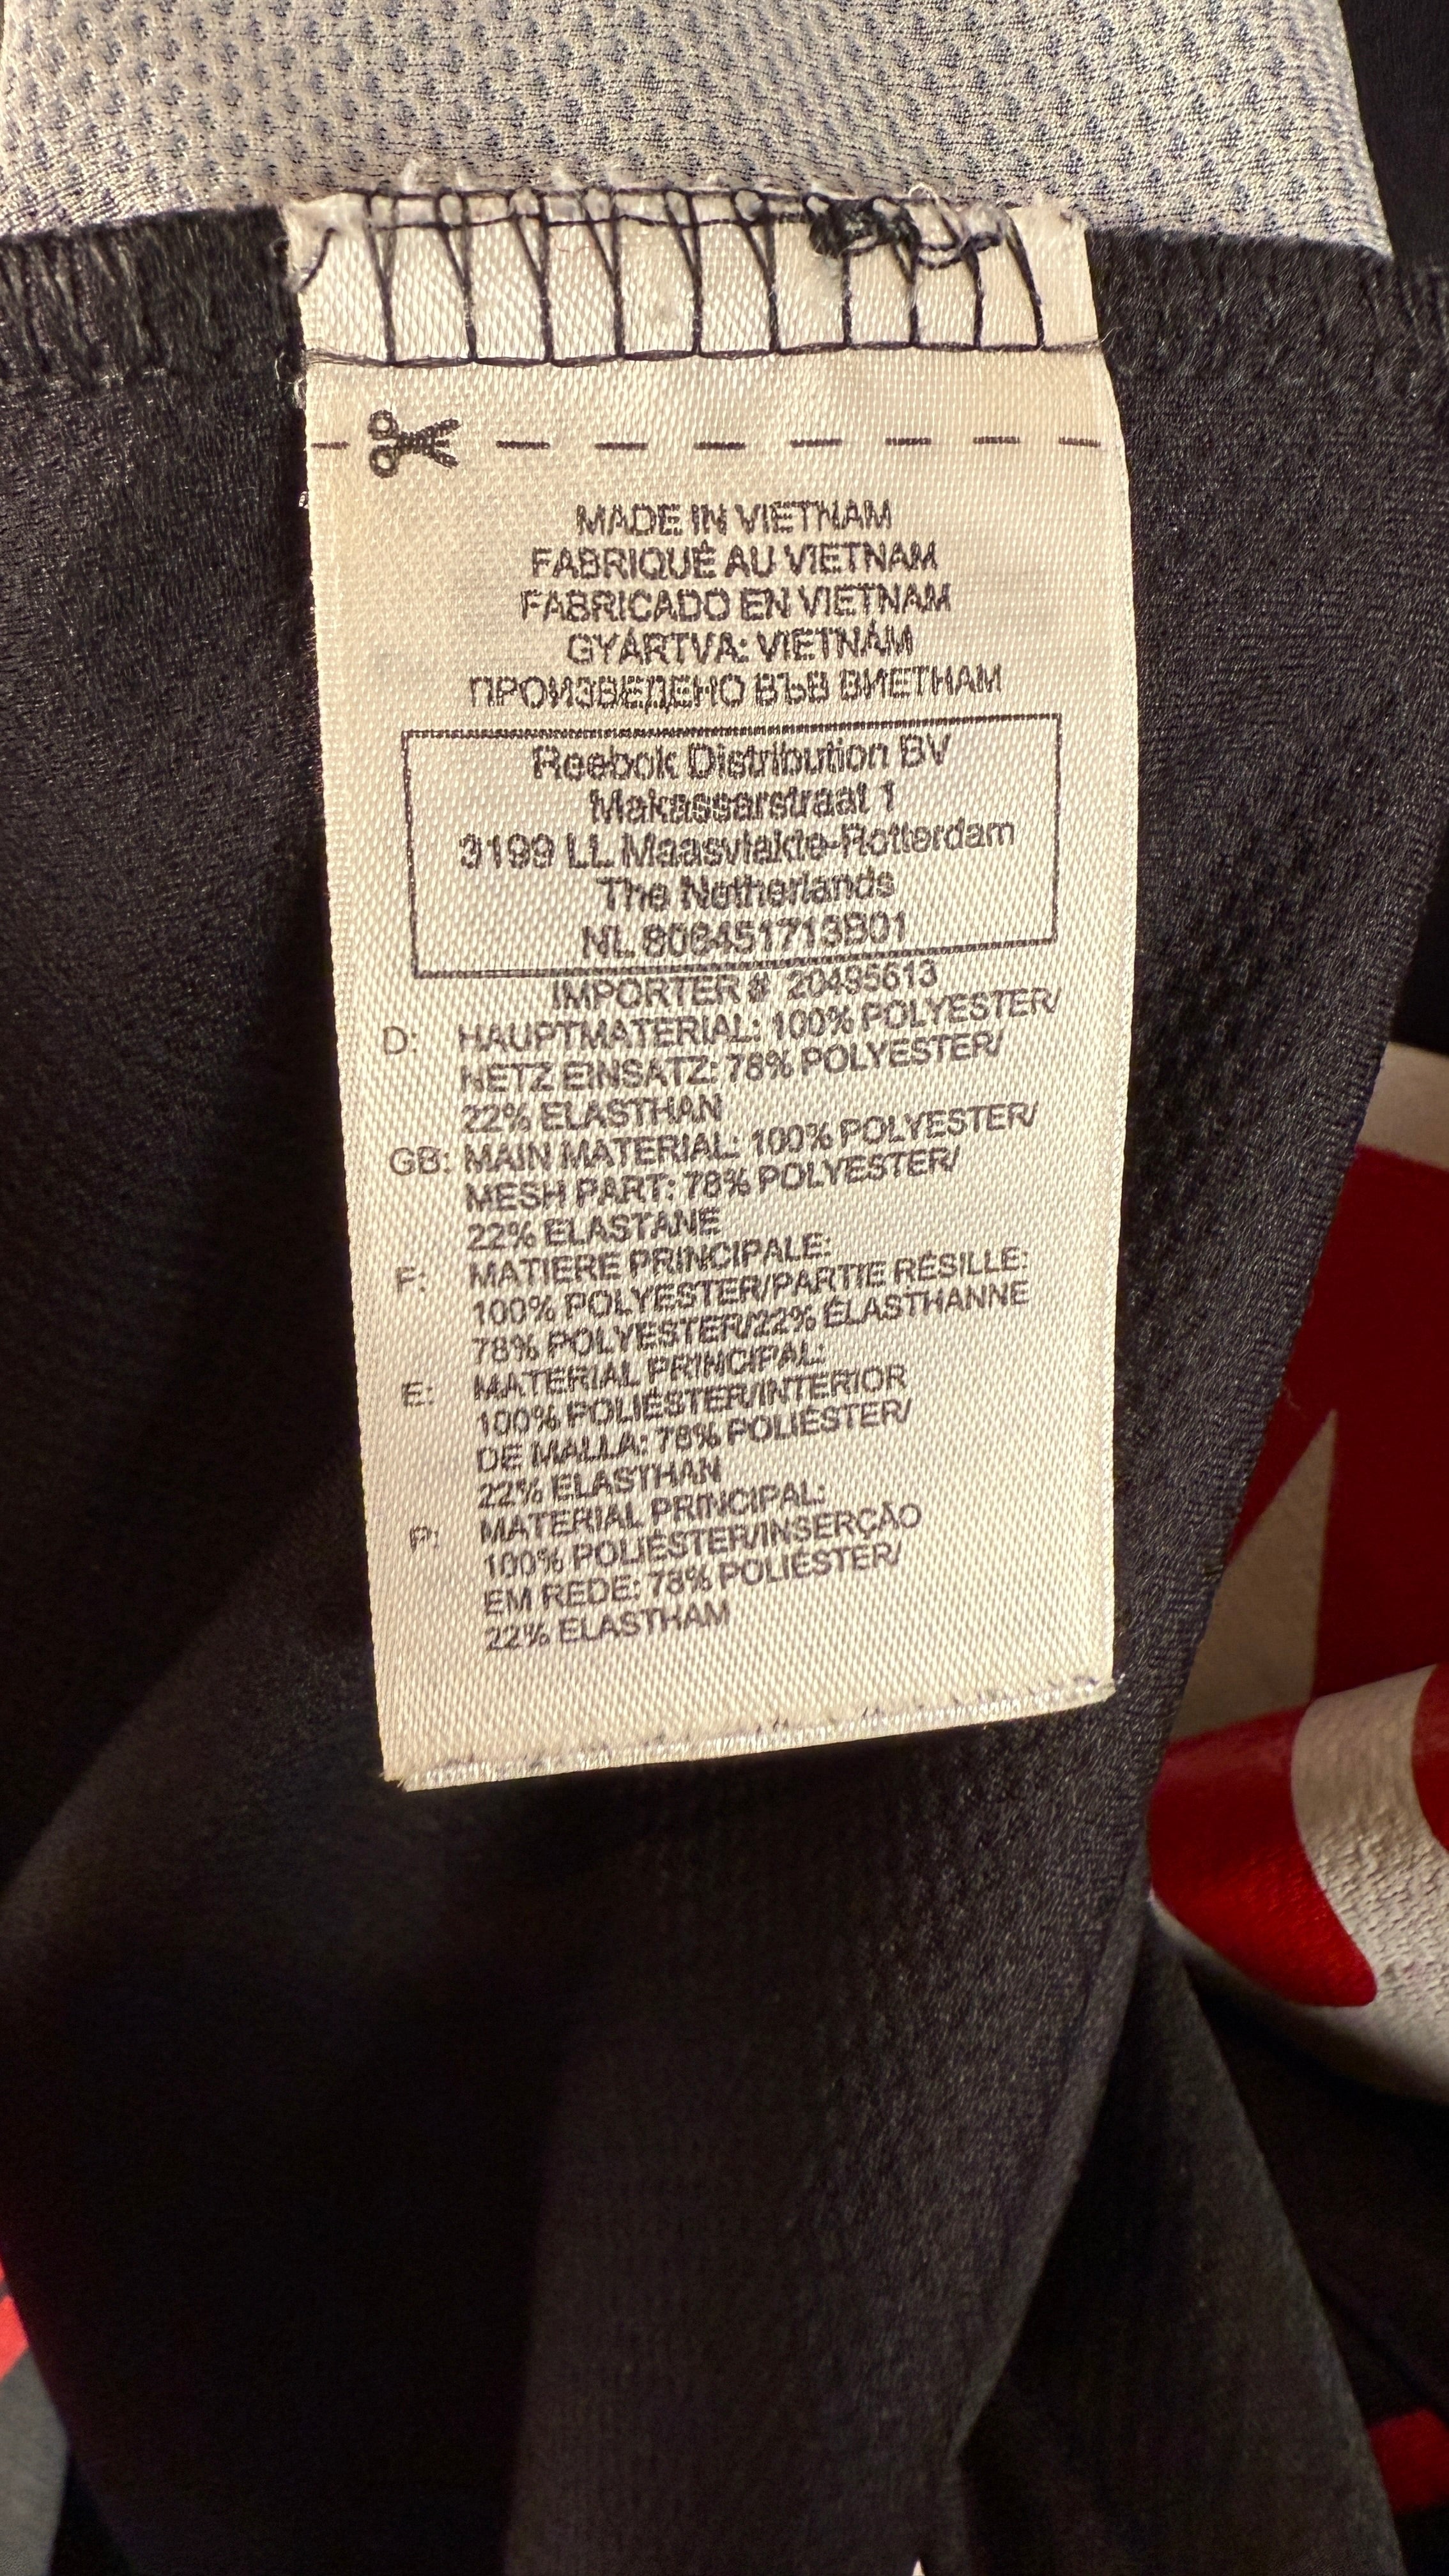 MADE IN VIETNAM
FABRIQUÉ AU VIETNAM
FABRICADO EN VIETNAM
GYÁRTVA: VIETNÁM
ПРОИЗВЕДЕНО ВЪВ ВИЕТНАМ
Reebok Distribution BV
Makassarstraat 1
3199 LL Maasvlakte-Rotterdam
The Netherlands
NL 806451713B01
IMPORTER # 20495613
D: HAUPTMATERIAL: 100% POLYESTER/
NETZ EINSATZ: 78% POLYESTER/
22% ELASTHAN
GB: MAIN MATERIAL: 100% POLYESTER/
MESH PART: 78% POLYESTER/
22% ELASTANE
F: MATIERE PRINCIPALE:
100% POLYESTER/PARTIE RÉSILLE:
78% POLYESTER/22% ÉLASTHANNE
E: MATERIAL PRINCIPAL:
100% POLIÉSTER/INTERIOR
DE MALLA: 78% POLIÉSTER/
22% ELASTHAN
P: MATERIAL PRINCIPAL:
100% POLIÉSTER/INSERÇÃO
EM REDE: 78% POLIÉSTER/
22% ELASTHAM